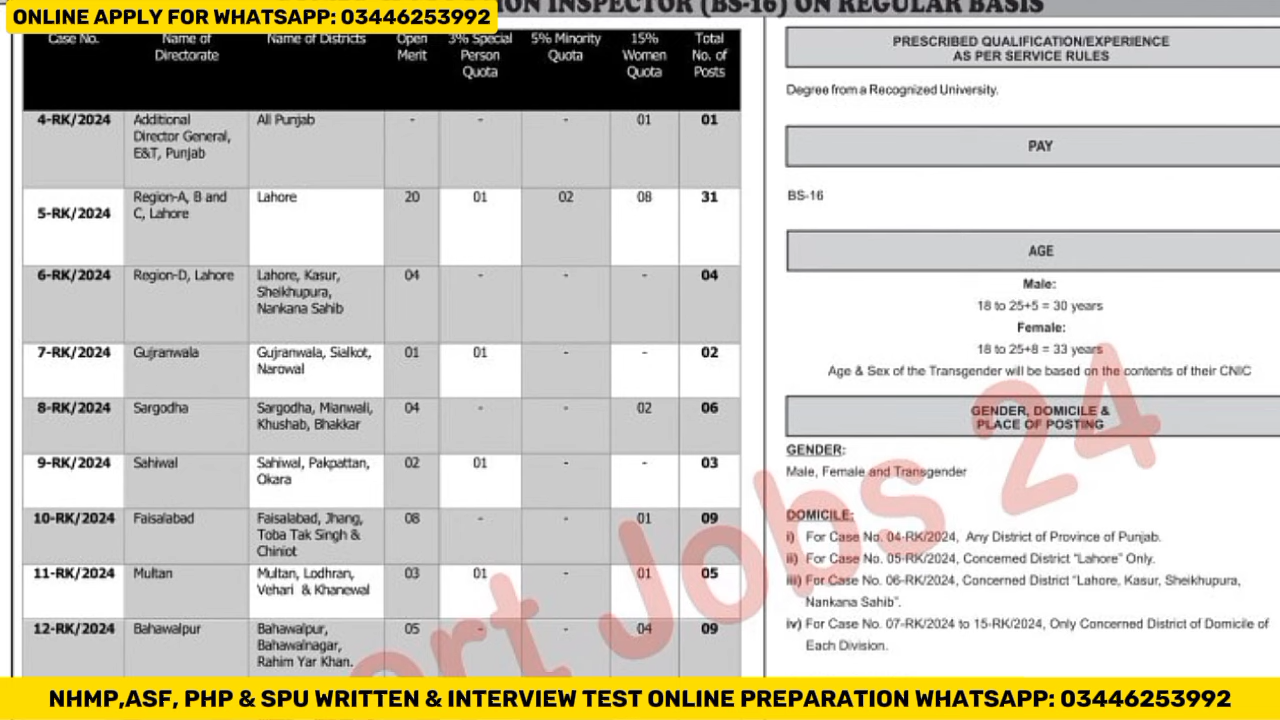 ONLINE APPLY FOR WHATSAPP: 03446253992
INSPECTOR (BS-16) ON REGULAR BASIS
Case No.
Name of
Directorate
Name of Districts
Open
Merit
3% Special
Person
Quota
5% Minority
Quota
15%
Women
Quota
Total
No. of
Posts
4-RK/2024
Additional
Director General,
E&T, Punjab
All Punjab
-
-
-
01
01
5-RK/2024
Region-A, B and
C, Lahore
Lahore
20
01
02
08
31
6-RK/2024
Region-D, Lahore
Lahore, Kasur,
Sheikhupura,
Nankana Sahib
04
-
-
-
04
7-RK/2024
Gujranwala
Gujranwala, Sialkot,
Narowal
01
01
-
-
02
8-RK/2024
Sargodha
Sargodha, Mianwali,
Khushab, Bhakkar
04
-
-
02
06
9-RK/2024
Sahiwal
Sahiwal, Pakpattan,
Okara
02
01
-
-
03
10-RK/2024
Faisalabad
Faisalabad, Jhang,
Toba Tak Singh &
Chiniot
08
-
-
01
09
11-RK/2024
Multan
Multan, Lodhran,
Vehari & Khanewal
03
01
-
01
05
12-RK/2024
Bahawalpur
Bahawalpur,
Bahawalnagar,
Rahim Yar Khan.
05
-
-
04
09
PRESCRIBED QUALIFICATION/EXPERIENCE
AS PER SERVICE RULES
Degree from a Recognized University.
PAY
BS-16
AGE
Male:
18 to 25+5 = 30 years
Female:
18 to 25+8 = 33 years
Age & Sex of the Transgender will be based on the contents of their CNIC
GENDER, DOMICILE &
PLACE OF POSTING
GENDER:
Male, Female and Transgender
DOMICILE:
i) For Case No. 04-RK/2024, Any District of Province of Punjab.
ii) For Case No. 05-RK/2024, Concerned District "Lahore" Only.
iii) For Case No. 06-RK/2024, Concerned District "Lahore, Kasur, Sheikhupura,
Nankana Sahib".
iv) For Case No. 07-RK/2024 to 15-RK/2024, Only Concerned District of Domicile of
Each Division.
Jobs 24
NHMP,ASF, PHP & SPU WRITTEN & INTERVIEW TEST ONLINE PREPARATION WHATSAPP: 03446253992